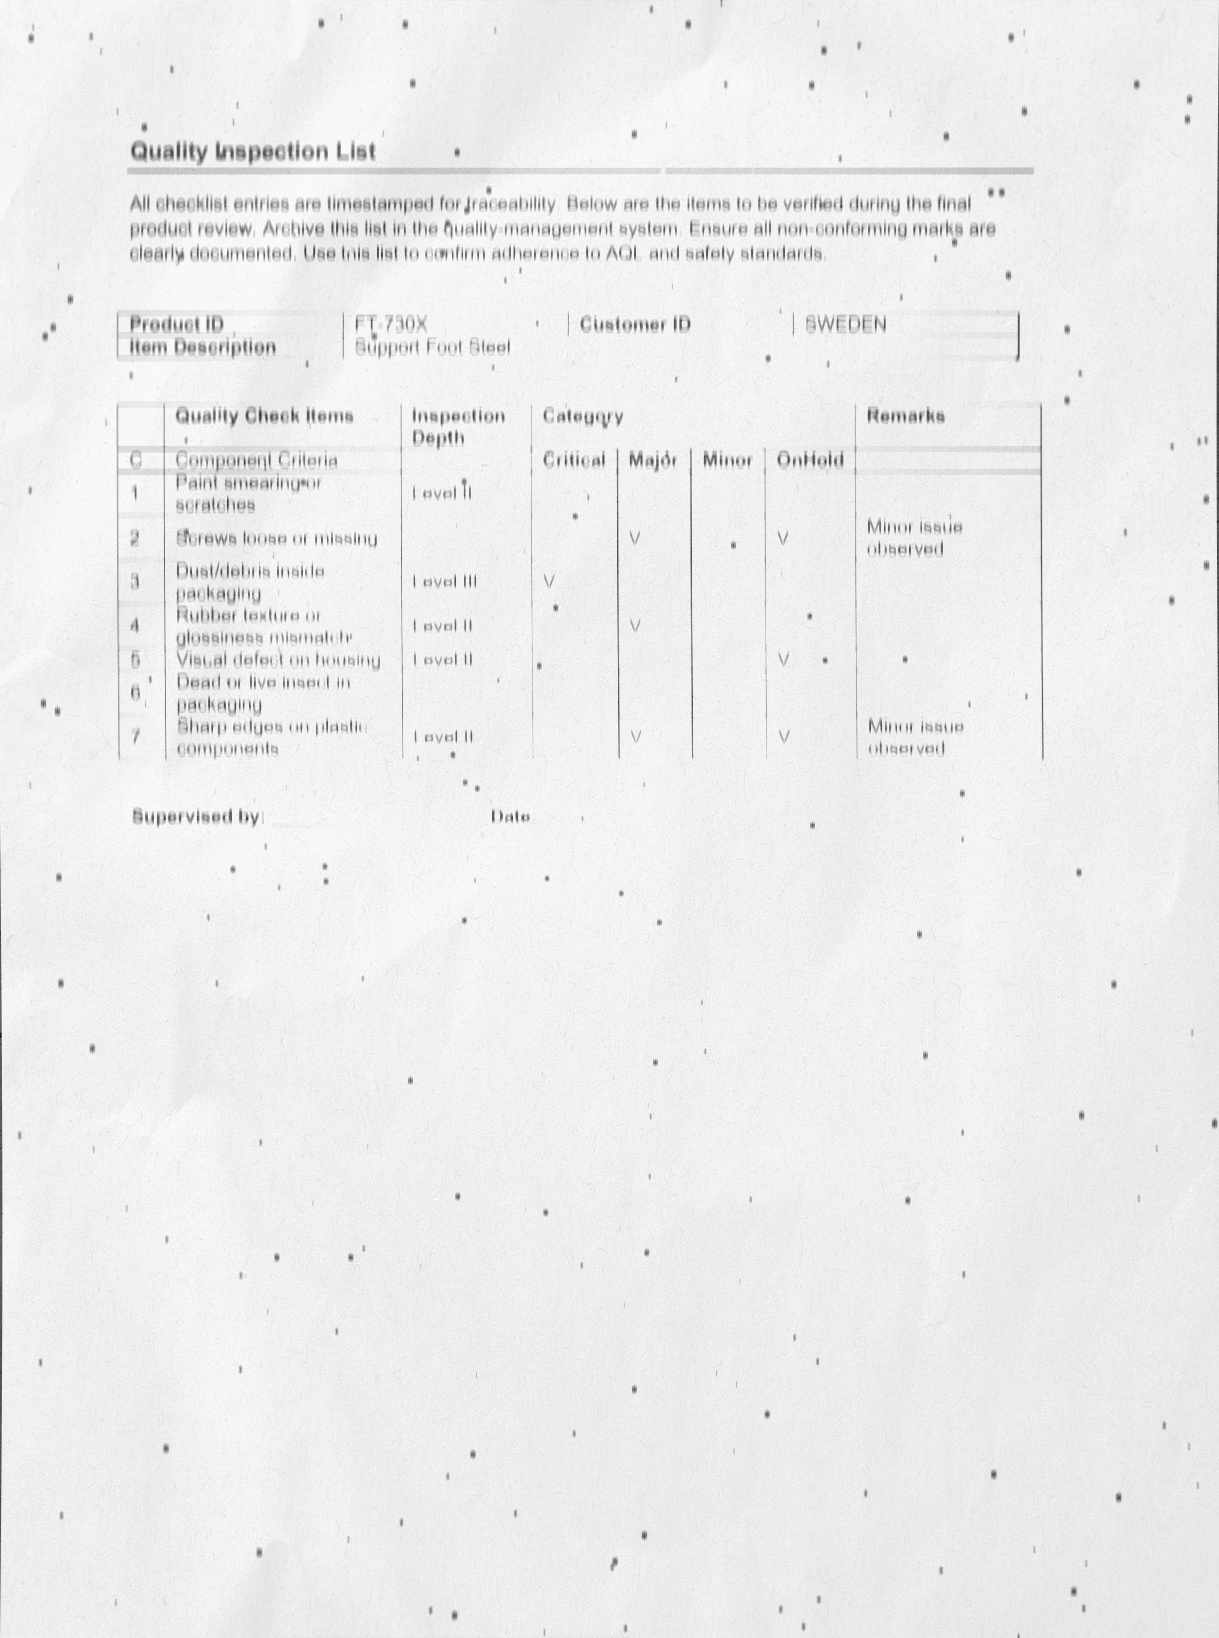 Quality Inspection List
All checklist entries are timestamped for traceability. Below are the items to be verified during the final
product review. Archive this list in the quality-management system. Ensure all non-conforming marks are
clearly documented. Use this list to confirm adherence to AQL and safety standards.
Product ID FT-730X Customer ID SWEDEN
Item Description Support Foot Steel
Quality Check Items Inspection Depth Category Remarks
C Component Criteria Critical Major Minor OnHold
1 Paint smearing or scratches Level II
2 Screws loose or missing V V Minor issue observed
3 Dust/debris inside packaging Level III V
4 Rubber texture or glossiness mismatch Level II V
5 Visual defect on housing Level II V
6 Dead or live insect in packaging
7 Sharp edges on plastic components Level II V V Minor issue observed
Supervised by: Date